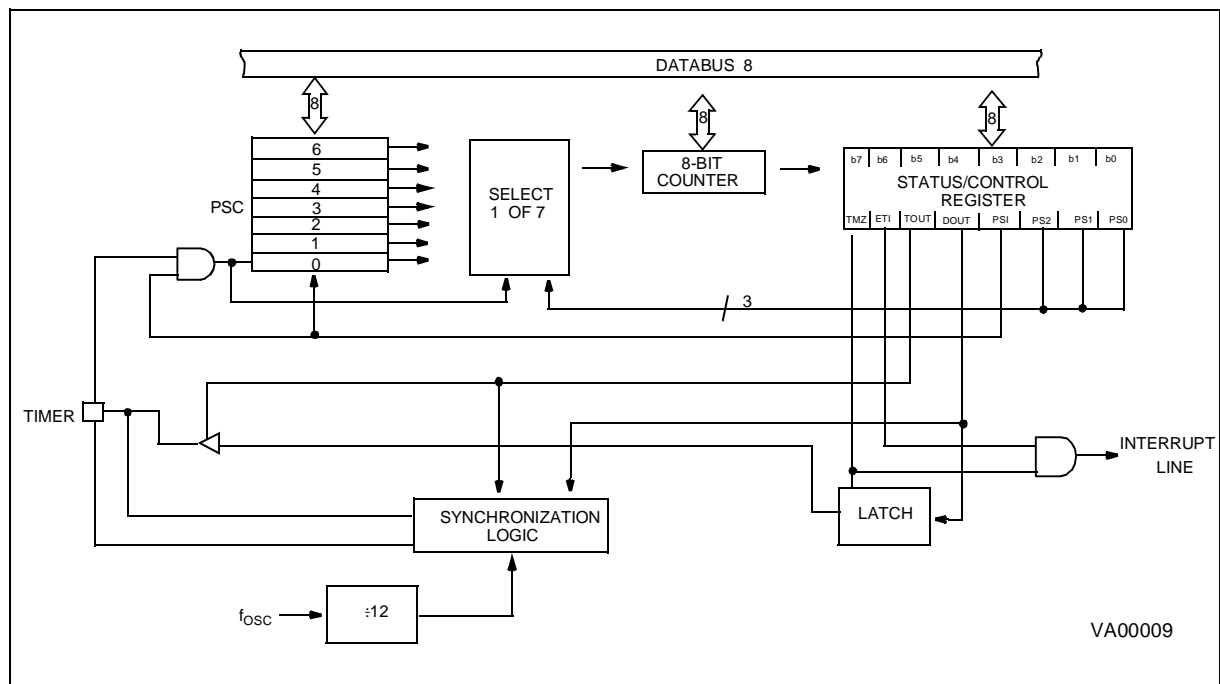 DATABUS 8
8
8
8
6
5
4
3
2
1
0
PSC
SELECT
1 OF 7
8-BIT
COUNTER
b7 b6 b5 b4 b3 b2 b1 b0
STATUS/CONTROL
REGISTER
TMZ ETI TOUT DOUT PSI PS2 PS1 PS0
3
TIMER
INTERRUPT
LINE
SYNCHRONIZATION
LOGIC
LATCH
fOSC
÷12
VA00009